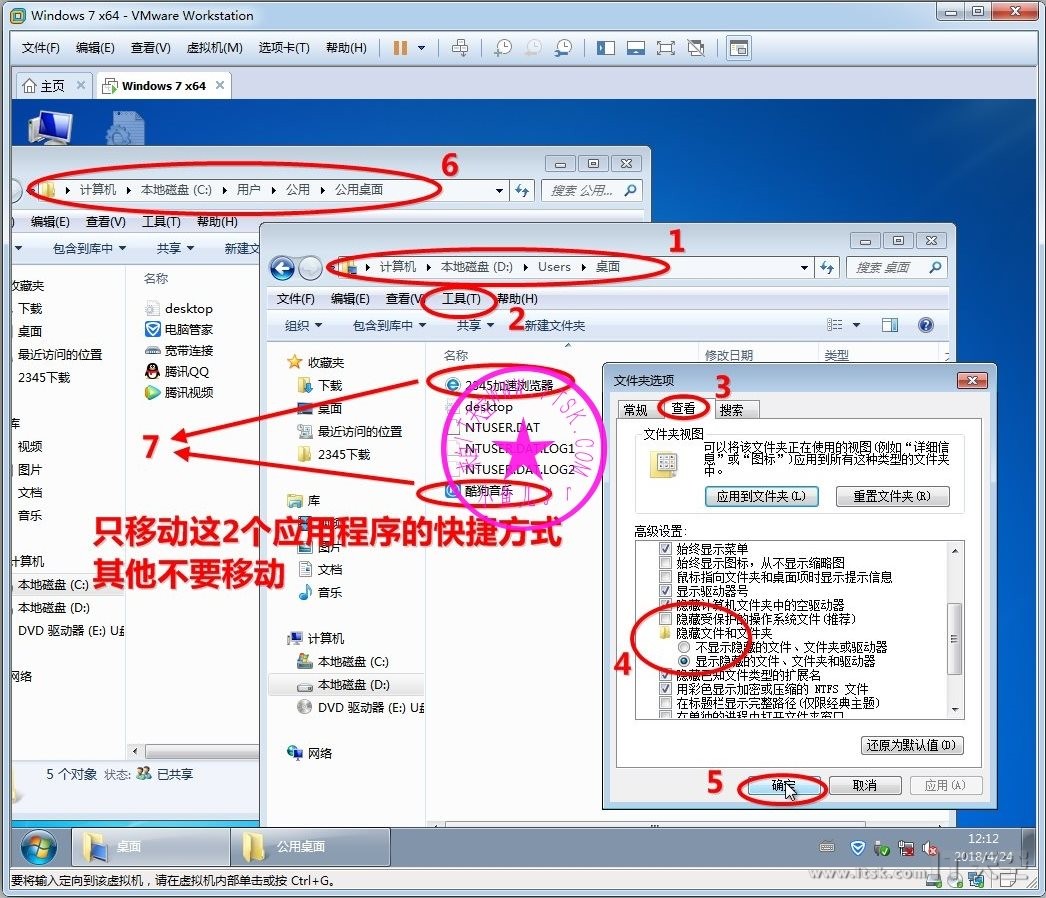 Windows 7 x64 - VMware Workstation
文件(F) 编辑(E) 查看(V) 虚拟机(M) 选项卡(T) 帮助(H)
主页 Windows 7 x64
6
计算机 本地磁盘 (C:) 用户 公用 公用桌面
搜索 公用...
编辑(E) 查看(V) 工具(T) 帮助(H)
包含到库中 共享 新建文
收藏夹
下载
桌面
最近访问的位置
2345下载
库
视频
图片
文档
音乐
计算机
本地磁盘 (C:)
本地磁盘 (D:)
DVD 驱动器 (E:) U盘
网络
名称
desktop
电脑管家
宽带连接
腾讯QQ
腾讯视频
5 个对象 状态: 已共享
1
计算机 本地磁盘 (D:) Users 桌面
搜索 桌面
文件(F) 编辑(E) 查看(V) 工具(T) 帮助(H)
2
组织 包含到库中 共享 新建文件夹
收藏夹
下载
桌面
最近访问的位置
2345下载
库
视频
图片
文档
音乐
计算机
本地磁盘 (C:)
本地磁盘 (D:)
DVD 驱动器 (E:) U盘
网络
名称 修改日期 类型
2345加速浏览器
desktop
NTUSER.DAT
NTUSER.DAT.LOG1
NTUSER.DAT.LOG2
酷狗音乐
7
只移动这2个应用程序的快捷方式
其他不要移动
文件夹选项
3
常规 查看 搜索
文件夹视图
可以将该文件夹正在使用的视图(例如“详细信
息”或“图标”)应用到所有这种类型的文件夹
中。
应用到文件夹(L) 重置文件夹(R)
高级设置:
始终显示菜单
始终显示图标，从不显示缩略图
鼠标指向文件夹和桌面项时显示提示信息
显示驱动器号
隐藏计算机文件夹中的空驱动器
隐藏受保护的操作系统文件(推荐)
隐藏文件和文件夹
不显示隐藏的文件、文件夹或驱动器
显示隐藏的文件、文件夹和驱动器
隐藏已知文件类型的扩展名
用彩色显示加密或压缩的 NTFS 文件
在标题栏显示完整路径(仅限经典主题)
在单独的进程中打开文件夹窗口
4
还原为默认值(D)
5
确定 取消 应用(A)
桌面 公用桌面
12:12
2018/4/24
要将输入定向到该虚拟机，请在虚拟机内部单击或按 Ctrl+G。
www.itsk.com